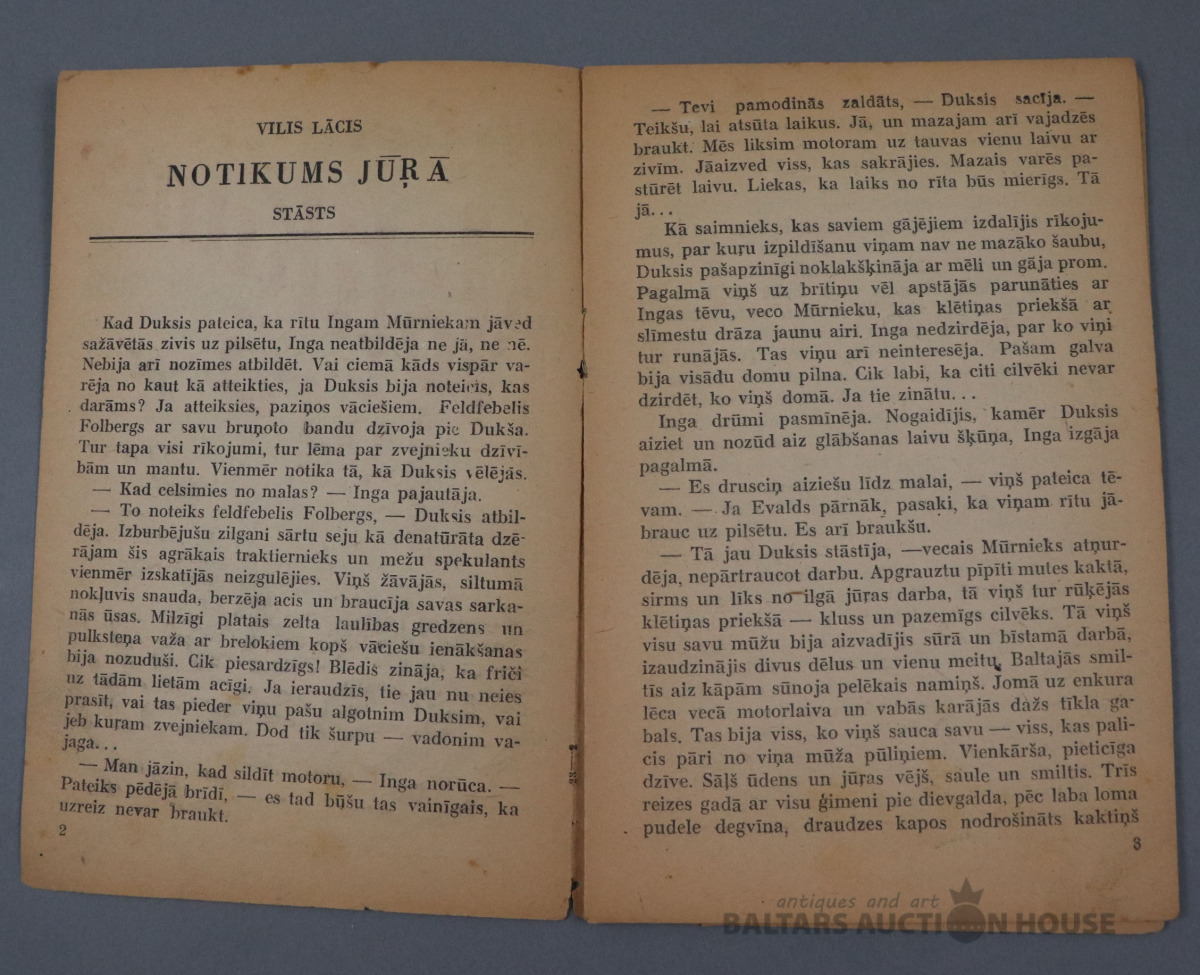 VILIS LĀCIS
NOTIKUMS JŪŖĀ
STĀSTS
Kad Duksis pateica, ka rītu Ingam Mūrniekam jāved
sažāvētās zivis uz pilsētu, Inga neatbildēja ne jā, ne nē.
Nebija arī nozīmes atbildēt. Vai ciemā kāds vispār va-
rēja no kaut kā atteikties, ja Duksis bija noteicis, kas
darāms? Ja atteiksies, paziņos vāciešiem. Feldfebelis
Folbergs ar savu bruņoto bandu dzīvoja pie Dukša.
Tur tapa visi rīkojumi, tur lēma par zvejnieku dzīvī-
bām un mantu. Vienmēr notika tā, kā Duksis vēlējās.
— Kad celsimies no malas? — Inga pajautāja.
— To noteiks feldfebelis Folbergs, — Duksis atbil-
dēja. Izburbējušu zilgani sārtu seju kā denatūrāta dzē-
rājam šis agrākais traktiernieks un mežu spekulants
vienmēr izskatījās neizgulējies. Viņš žāvājās, siltumā
nokļuvis snauda, berzēja acis un braucīja savas sarka-
nās ūsas. Milzīgi platais zelta laulības gredzens un
pulksteņa važa ar brelokiem kopš vāciešu ienākšanas
bija nozuduši. Cik piesardzīgs! Blēdis zināja, ka friči
uz tādām lietām acīgi. Ja ieraudzīs, tie jau nu neies
prasīt, vai tas pieder viņu pašu algotnim Duksim, vai
jeb kuŗam zvejniekam. Dod tik šurpu — vadonim va-
jaga...
— Man jāzin, kad sildīt motoru, — Inga norūca. —
Pateiks pēdējā brīdī, — es tad būšu tas vainīgais, ka
uzreiz nevar braukt.
2
— Tevi pamodinās zaldāts, — Duksis sacīja. —
Teikšu, lai atsūta laikus. Jā, un mazajam arī vajadzēs
braukt. Mēs liksim motoram uz tauvas vienu laivu ar
zivīm. Jāaizved viss, kas sakrājies. Mazais varēs pa-
stūrēt laivu. Liekas, ka laiks no rīta būs mierīgs. Tā
jā...
Kā saimnieks, kas saviem gājējiem izdalījis rīkoju-
mus, par kuŗu izpildīšanu viņam nav ne mazāko šaubu,
Duksis pašapzinīgi noklakšķināja ar mēli un gāja prom.
Pagalmā viņš uz brītiņu vēl apstājās parunāties ar
Ingas tēvu, veco Mūrnieku, kas klētiņas priekšā ar
slīmestu drāza jaunu airi. Inga nedzirdēja, par ko viņi
tur runājās. Tas viņu arī neinteresēja. Pašam galva
bija visādu domu pilna. Cik labi, ka citi cilvēki nevar
dzirdēt, ko viņš domā. Ja tie zinātu...
Inga drūmi pasmīnēja. Nogaidījis, kamēr Duksis
aiziet un nozūd aiz glābšanas laivu šķūņa, Inga izgāja
pagalmā.
— Es drusciņ aiziešu līdz malai, — viņš pateica tē-
vam. — Ja Evalds pārnāk, pasaki, ka viņam rītu jā-
brauc uz pilsētu. Es arī braukšu.
— Tā jau Duksis stāstīja, —vecais Mūrnieks atņur-
dēja, nepārtraucot darbu. Apgrauztu pīpīti mutes kaktā,
sirms un līks no ilgā jūŗas darba, tā viņš tur rūķējās
klētiņas priekšā — kluss un pazemīgs cilvēks. Tā viņš
visu savu mūžu bija aizvadījis sūrā un bīstamā darbā,
izaudzinājis divus dēlus un vienu meitu. Baltajās smil-
tīs aiz kāpām sūnoja pelēkais namiņš. Jomā uz enkura
lēca vecā motorlaiva un vabās karājās dažs tīkla ga-
bals. Tas bija viss, ko viņš sauca savu — viss, kas pali-
cis pāri no viņa mūža pūliņiem. Vienkārša, pieticīga
dzīve. Sāļš ūdens un jūŗas vējš, saule un smiltis. Trīs
reizes gadā ar visu ģimeni pie dievgalda, pēc laba loma
pudele degvīna, draudzes kapos nodrošināts kaktiņš
3
antiques and art
BALTARS AUCTION HOUSE